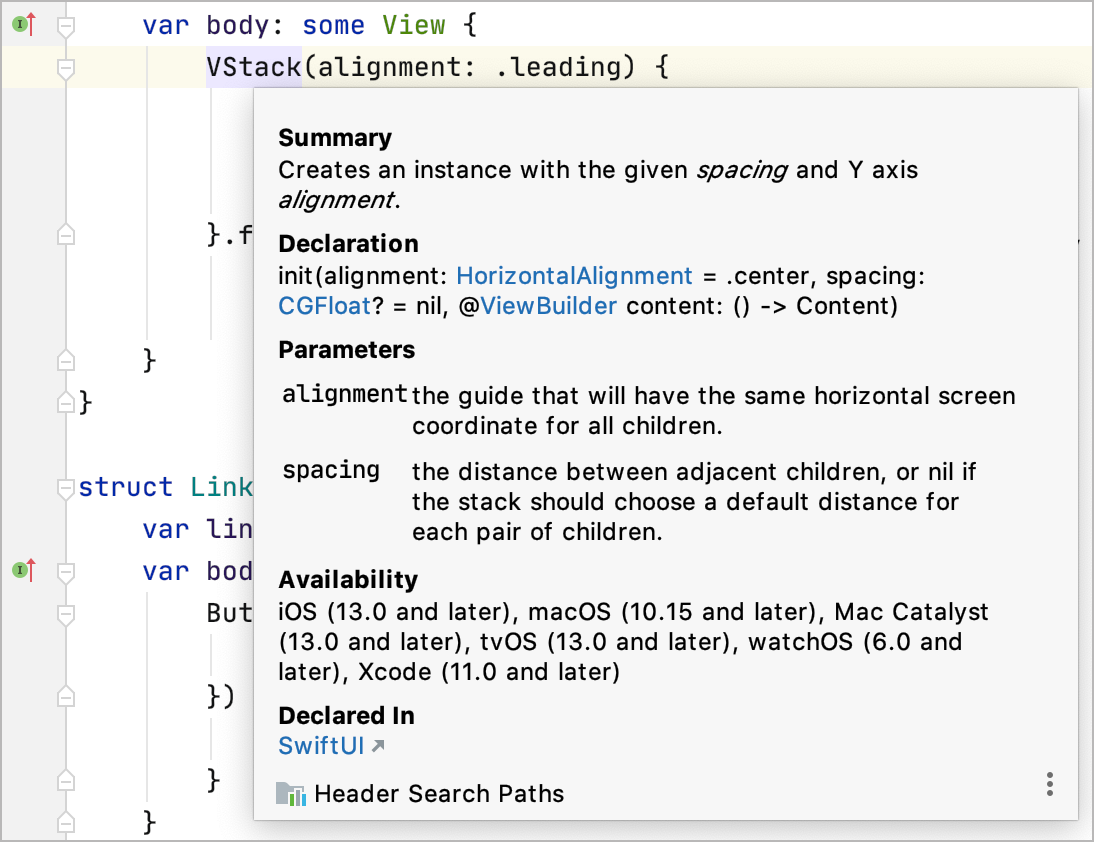 var body: some View {
VStack(alignment: .leading) {
Summary
Creates an instance with the given spacing and Y axis
alignment.
}.f
Declaration
init(alignment: HorizontalAlignment = .center, spacing:
CGFloat? = nil, @ViewBuilder content: () -> Content)
Parameters
}
alignment the guide that will have the same horizontal screen
}
coordinate for all children.
spacing the distance between adjacent children, or nil if
struct Link
the stack should choose a default distance for
var lin
each pair of children.
var bod
Availability
But
iOS (13.0 and later), macOS (10.15 and later), Mac Catalyst
(13.0 and later), tvOS (13.0 and later), watchOS (6.0 and
later), Xcode (11.0 and later)
})
Declared In
SwiftUI
}
Header Search Paths
}